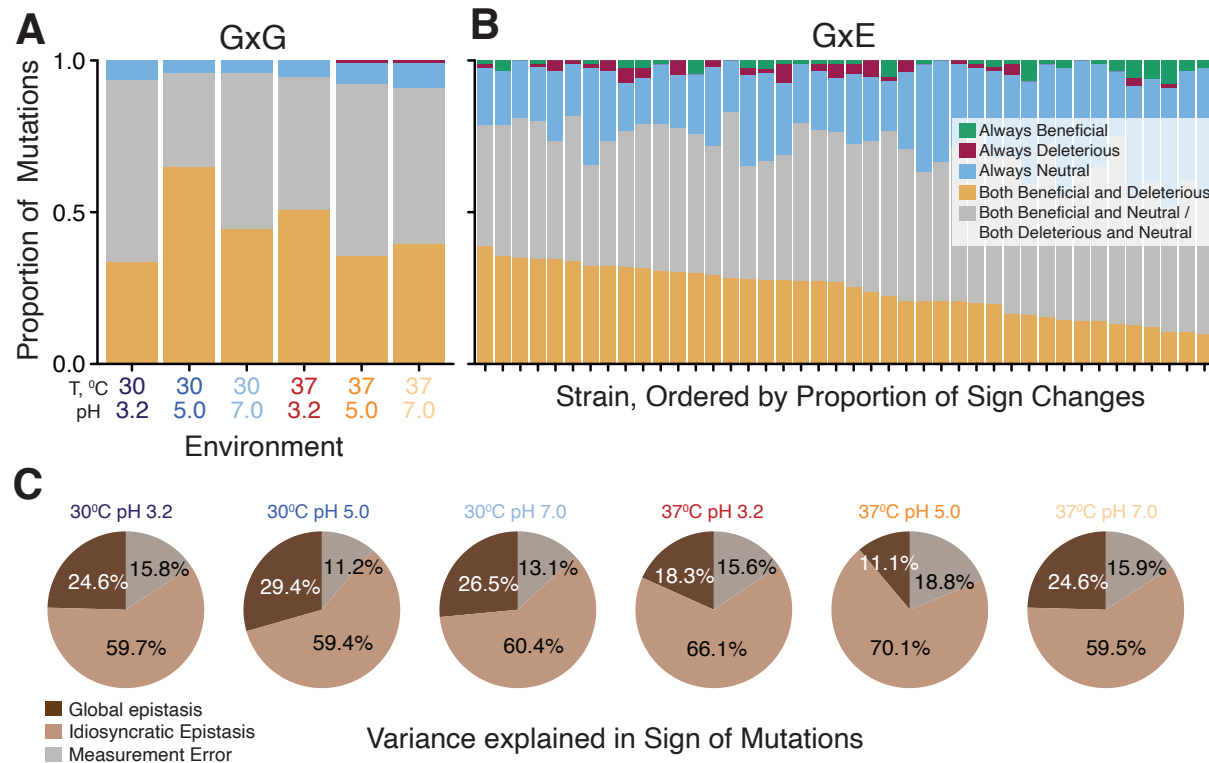 A
GxG
B
GxE
Proportion of Mutations
1.0
0.5
0.0
Always Beneficial
Always Deleterious
Always Neutral
Both Beneficial and Deleterious
Both Beneficial and Neutral /
Both Deleterious and Neutral
T, ⁰C 30 30 30 37 37 37
pH 3.2 5.0 7.0 3.2 5.0 7.0
Environment
Strain, Ordered by Proportion of Sign Changes
C
30⁰C pH 3.2
30⁰C pH 5.0
30⁰C pH 7.0
37⁰C pH 3.2
37⁰C pH 5.0
37⁰C pH 7.0
24.6% 15.8%
59.7%
29.4% 11.2%
59.4%
26.5% 13.1%
60.4%
18.3% 15.6%
66.1%
11.1% 18.8%
70.1%
24.6% 15.9%
59.5%
Global epistasis
Idiosyncratic Epistasis
Measurement Error
Variance explained in Sign of Mutations